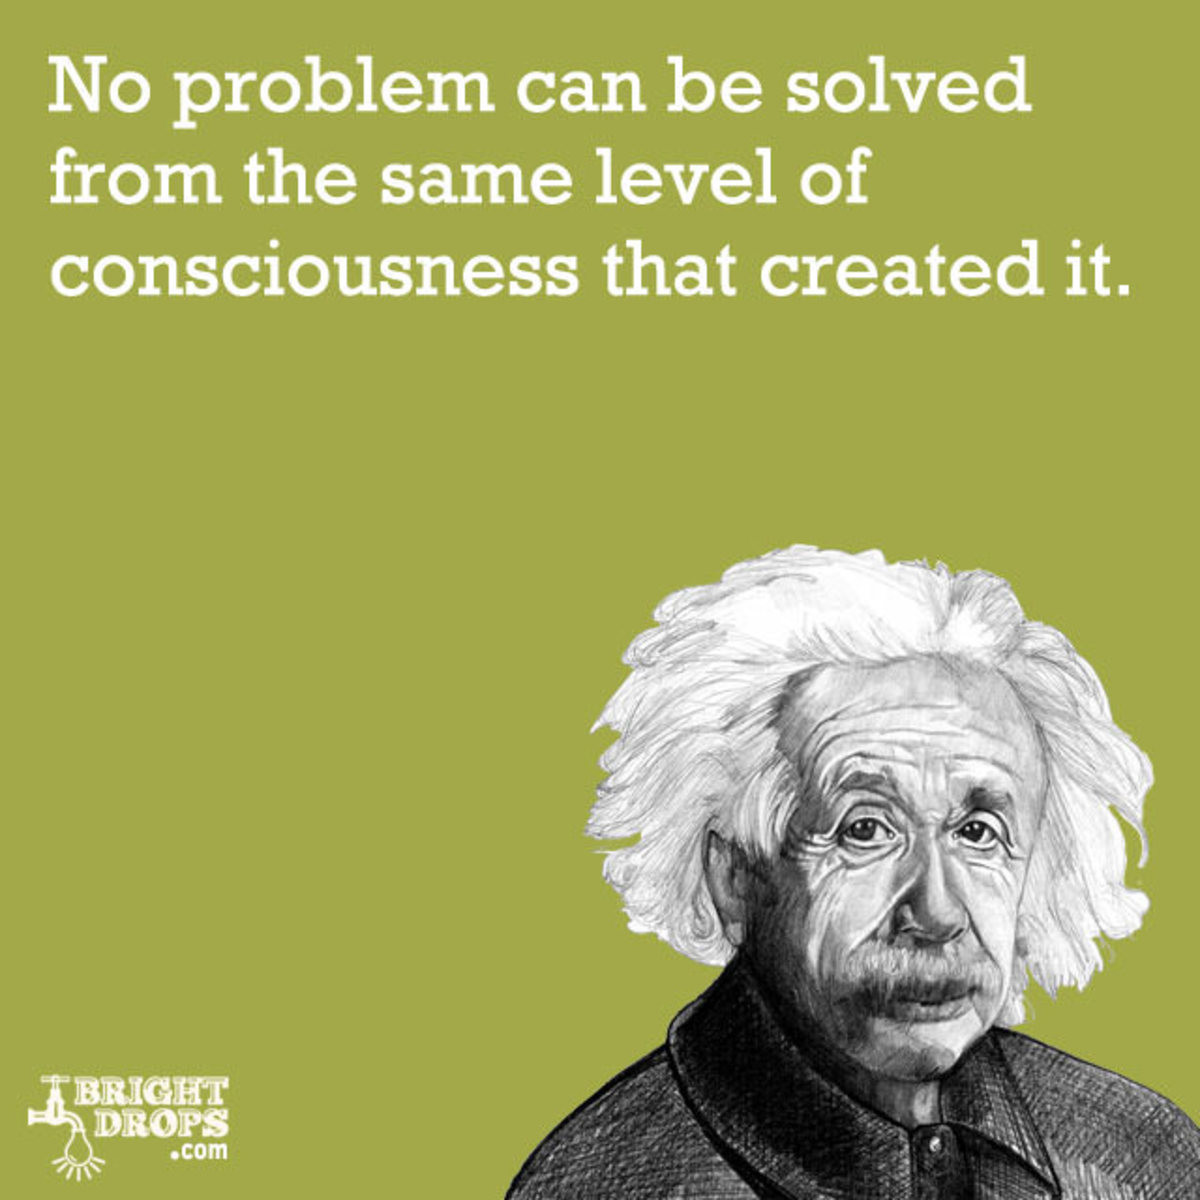 No problem can be solved
from the same level of
consciousness that created it.
BRIGHT
DROPS
.com